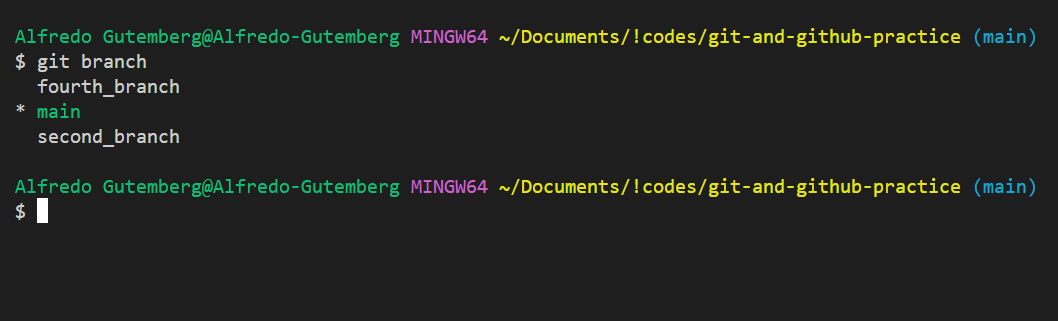 Alfredo Gutemberg@Alfredo-Gutemberg MINGW64 ~/Documents/!codes/git-and-github-practice (main)
$ git branch
  fourth_branch
* main
  second_branch

Alfredo Gutemberg@Alfredo-Gutemberg MINGW64 ~/Documents/!codes/git-and-github-practice (main)
$